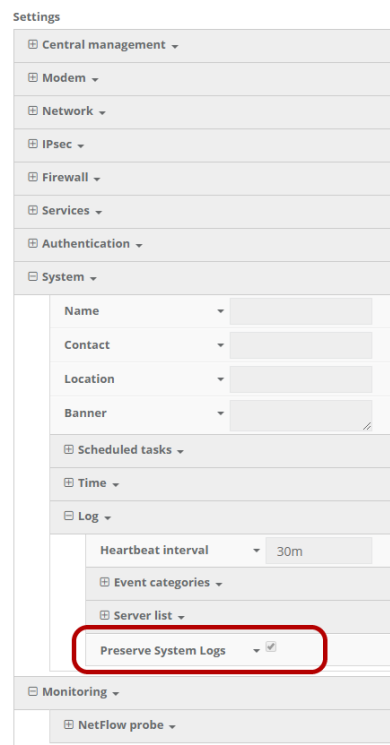 Settings
Central management
Modem
Network
IPsec
Firewall
Services
Authentication
System
Name
Contact
Location
Banner
Scheduled tasks
Time
Log
Heartbeat interval 30m
Event categories
Server list
Preserve System Logs
Monitoring
NetFlow probe